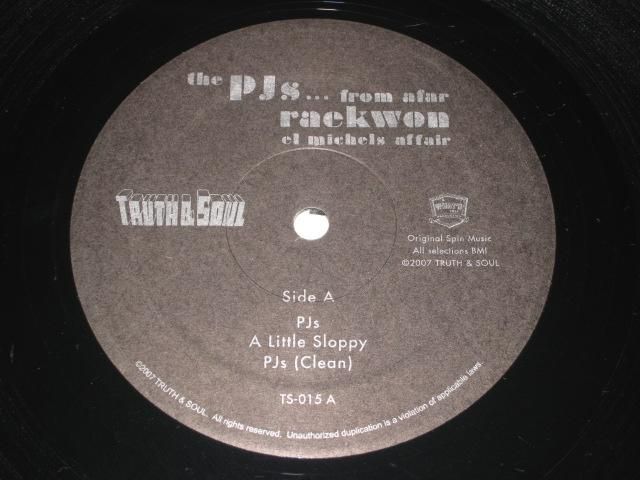 the PJs... from afar
raekwon
el michels affair
TRUTH & SOUL
Original Spin Music
All selections BMI
©2007 TRUTH & SOUL
Side A
PJs
A Little Sloppy
PJs (Clean)
TS-015 A
©2007 TRUTH & SOUL. All rights reserved. Unauthorized duplication is a violation of applicable laws.